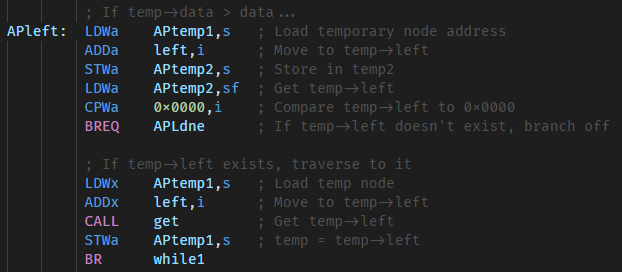 ; If temp→data > data...
APleft: LDWa APtemp1,s ; Load temporary node address
ADDa left,i ; Move to temp→left
STWa APtemp2,s ; Store in temp2
LDWa APtemp2,sf ; Get temp→left
CPWa 0×0000,i ; Compare temp→left to 0×0000
BREQ APLdne ; If temp→left doesn't exist, branch off
; If temp→left exists, traverse to it
LDWx APtemp1,s ; Load temp node
ADDx left,i ; Move to temp→left
CALL get ; Get temp→left
STWa APtemp1,s ; temp = temp→left
BR while1